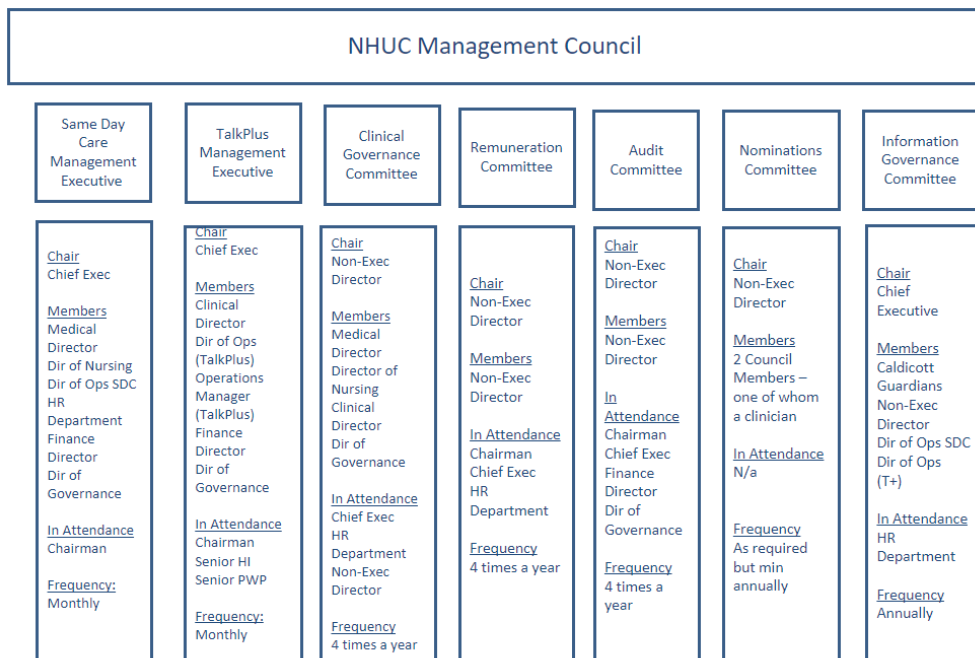 NHUC Management Council
Same Day
Care
Management
Executive
TalkPlus
Management
Executive
Clinical
Governance
Committee
Remuneration
Committee
Audit
Committee
Nominations
Committee
Information
Governance
Committee
Chair
Chief Exec
Members
Medical
Director
Dir of Nursing
Dir of Ops SDC
HR
Department
Finance
Director
Dir of
Governance
In Attendance
Chairman
Frequency:
Monthly
Chair
Chief Exec
Members
Clinical
Director
Dir of Ops
(TalkPlus)
Operations
Manager
(TalkPlus)
Finance
Director
Dir of
Governance
In Attendance
Chairman
Senior HI
Senior PWP
Frequency:
Monthly
Chair
Non-Exec
Director
Members
Medical
Director
Director of
Nursing
Clinical
Director
Dir of
Governance
In Attendance
Chief Exec
HR
Department
Non-Exec
Director
Frequency
4 times a year
Chair
Non-Exec
Director
Members
Non-Exec
Director
In Attendance
Chairman
Chief Exec
HR
Department
Frequency
4 times a year
Chair
Non-Exec
Director
Members
Non-Exec
Director
In
Attendance
Chairman
Chief Exec
Finance
Director
Dir of
Governance
Frequency
4 times a
year
Chair
Non-Exec
Director
Members
2 Council
Members –
one of whom
a clinician
In Attendance
N/a
Frequency
As required
but min
annually
Chair
Chief
Executive
Members
Caldicott
Guardians
Non-Exec
Director
Dir of Ops SDC
Dir of Ops
(T+)
In Attendance
HR
Department
Frequency
Annually